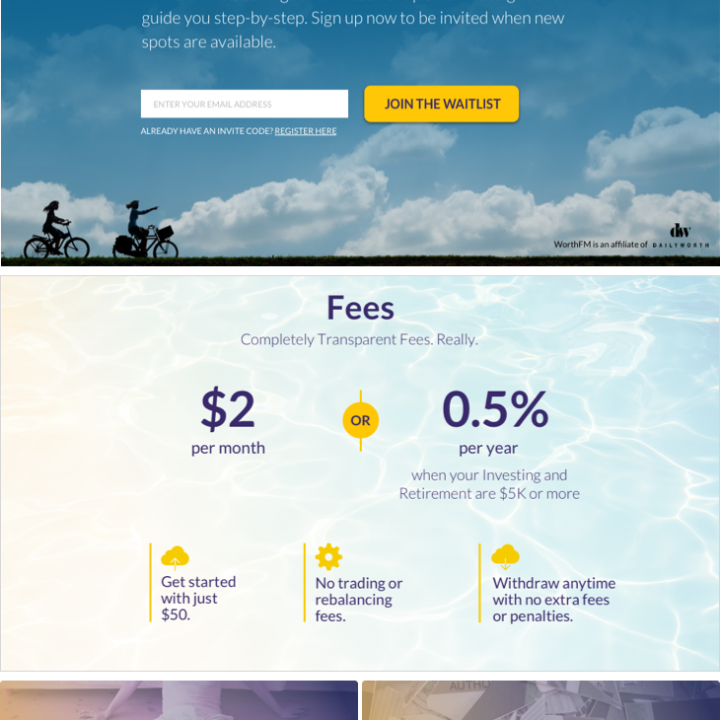 guide you step-by-step. Sign up now to be invited when new
spots are available.
ENTER YOUR EMAIL ADDRESS
JOIN THE WAITLIST
ALREADY HAVE AN INVITE CODE? REGISTER HERE
dw
WorthFM is an affiliate of DAILYWORTH
Fees
Completely Transparent Fees. Really.
$2
per month
OR
0.5%
per year
when your Investing and
Retirement are $5K or more
Get started
with just
$50.
No trading or
rebalancing
fees.
Withdraw anytime
with no extra fees
or penalties.